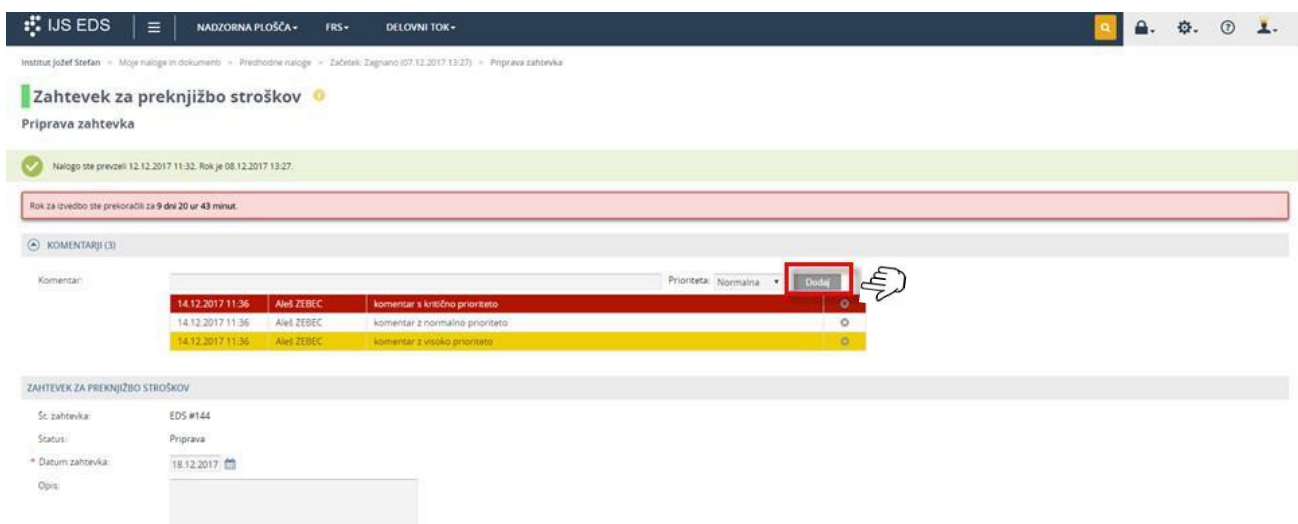 IJS EDS NADZORNA PLOŠČA FRS DELOVNI TOK
Institut Jožef Stefan > Moje naloge in dokumenti > Predhodne naloge > Začetek: Zagnano (07.12.2017 13:27) > Priprava zahtevka
Zahtevek za preknjižbo stroškov
Priprava zahtevka
Nalogo ste prevzeli 12.12.2017 11:32. Rok je 08.12.2017 13:27.
Rok za izvedbo ste prekoračili za 9 dni 20 ur 43 minut.
KOMENTARJI (3)
Komentar: Prioriteta: Normalna Dodaj
14.12.2017 11:36 Aleš ZEBEC komentar s kritično prioriteto
14.12.2017 11:36 Aleš ZEBEC komentar z normalno prioriteto
14.12.2017 11:36 Aleš ZEBEC komentar z visoko prioriteto
ZAHTEVEK ZA PREKNJIŽBO STROŠKOV
Št. zahtevka: EDS #144
Status: Priprava
* Datum zahtevka: 18.12.2017
Opis: